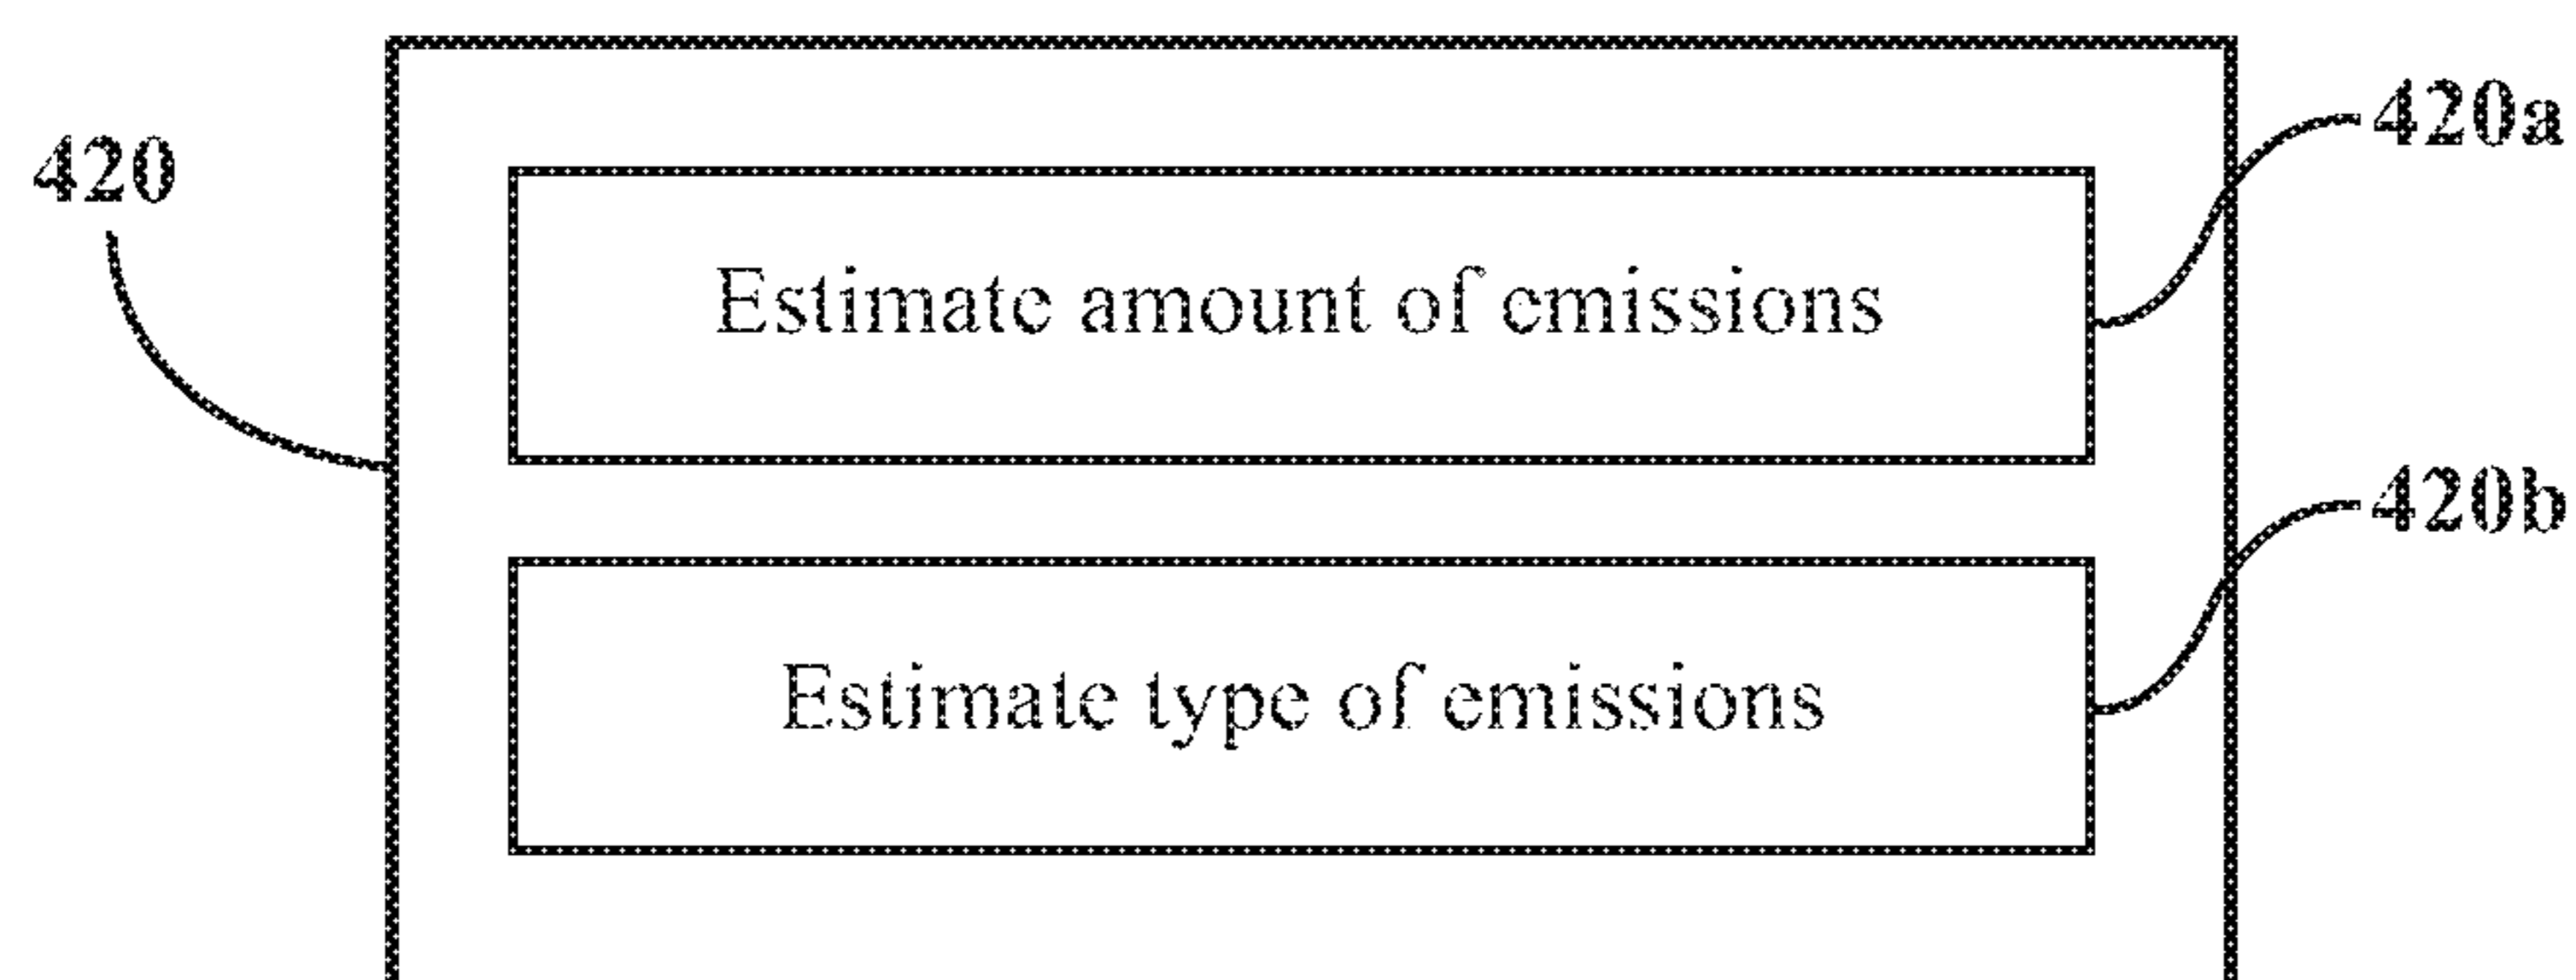 420a
420
Estimate amount of emissions
420b
Estimate type of emissions